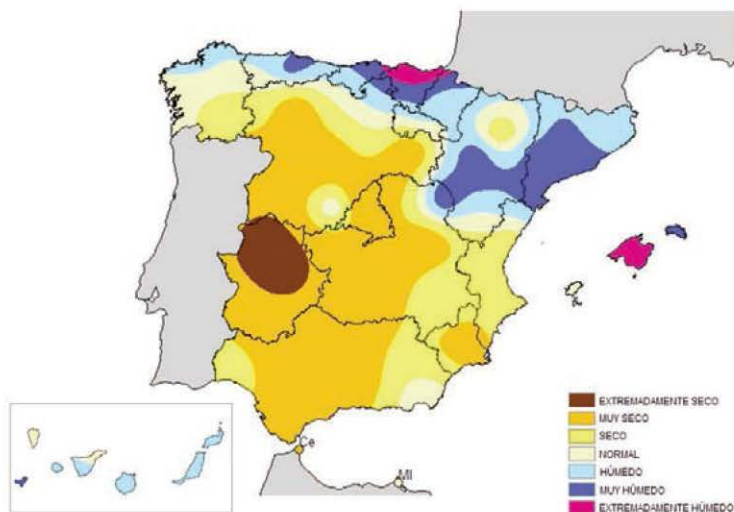 Ce
Ml
EXTREMADAMENTE SECO
MUY SECO
SECO
NORMAL
HÚMEDO
MUY HÚMEDO
EXTREMADAMENTE HÚMEDO